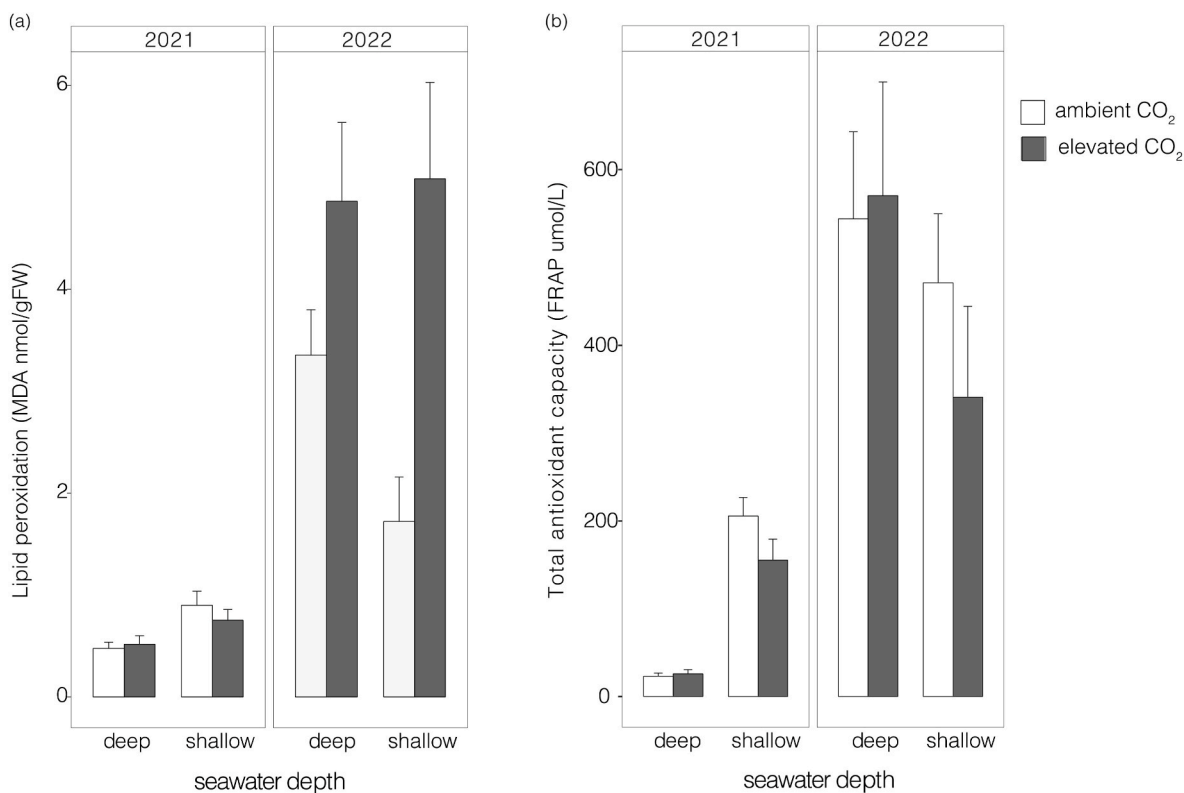 (a)
2021
2022
Lipid peroxidation (MDA nmol/gFW)
6
4
2
0
deep
shallow
deep
shallow
seawater depth
(b)
2021
2022
Total antioxidant capacity (FRAP umol/L)
600
400
200
0
deep
shallow
deep
shallow
seawater depth
ambient CO₂
elevated CO₂